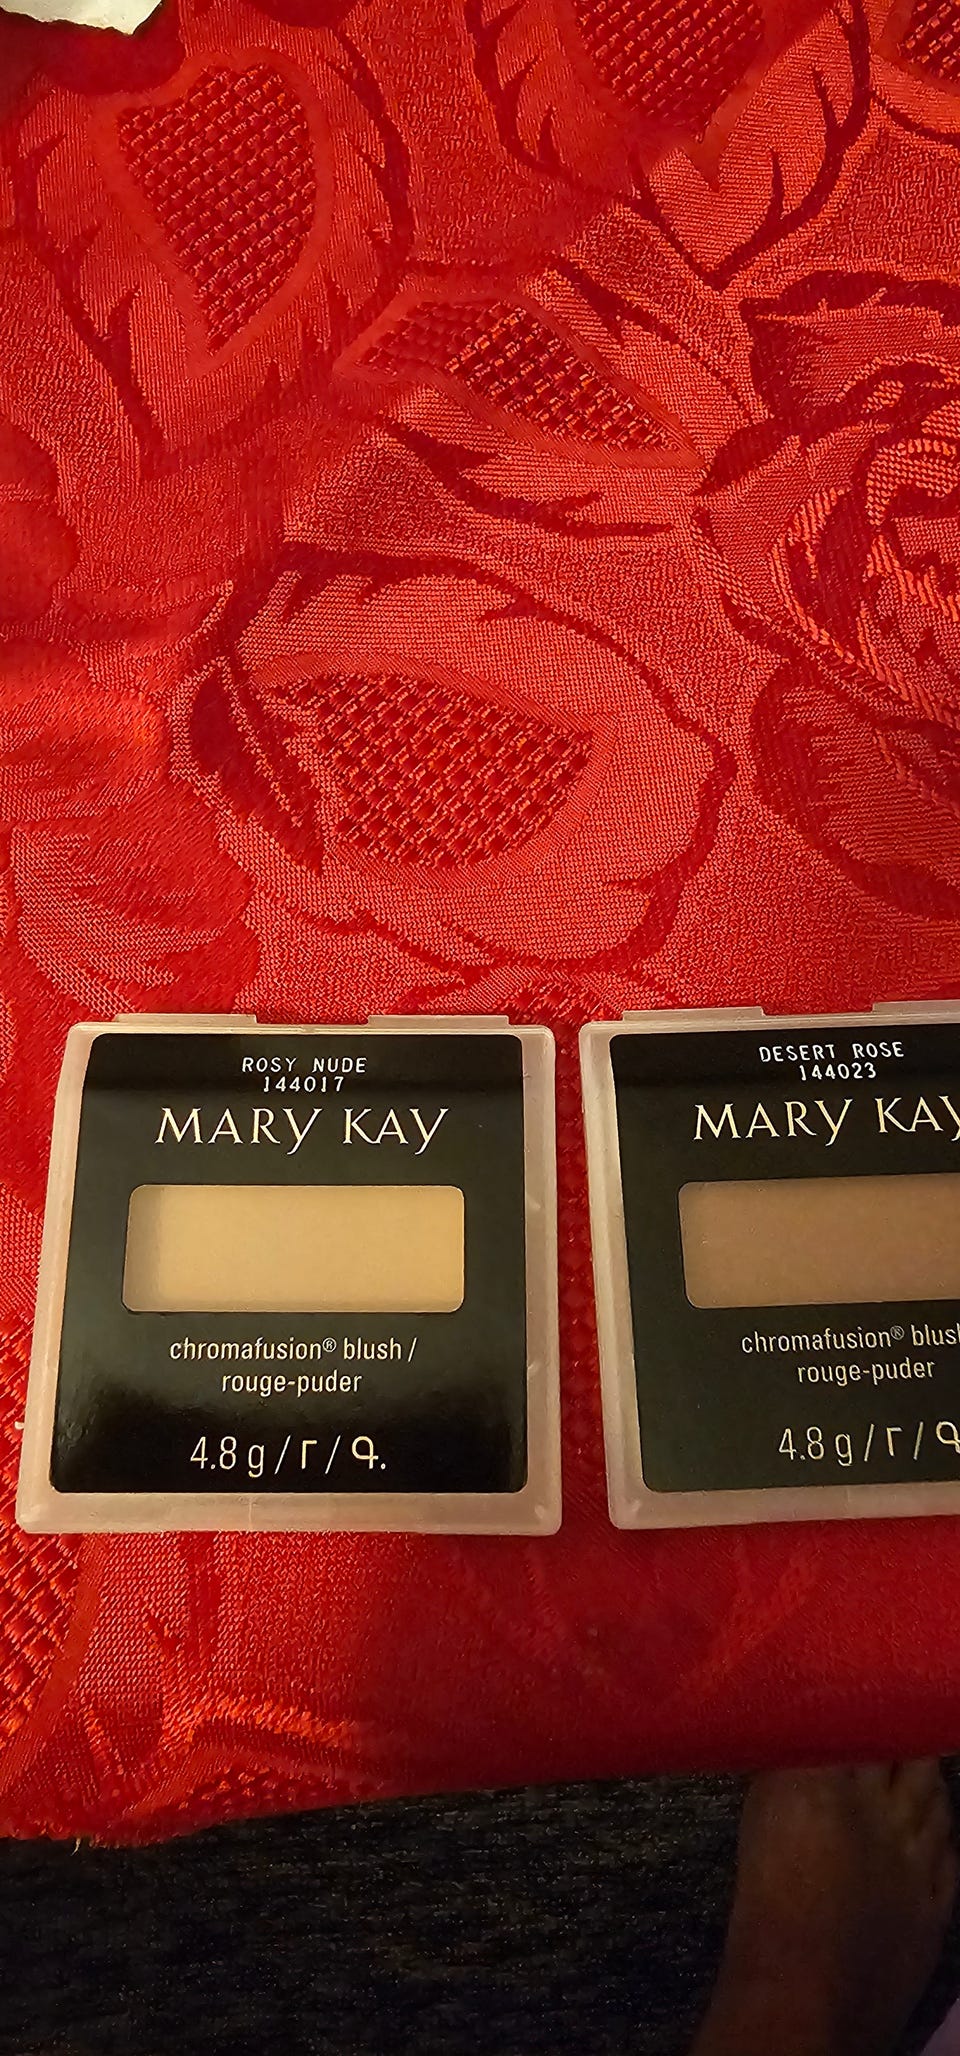 ROSY NUDE
144017
MARY KAY
chromafusion® blush /
rouge-puder
4.8 g / г / գ.
DESERT ROSE
144023
MARY KAY
chromafusion® blush
rouge-puder
4.8 g / г / գ